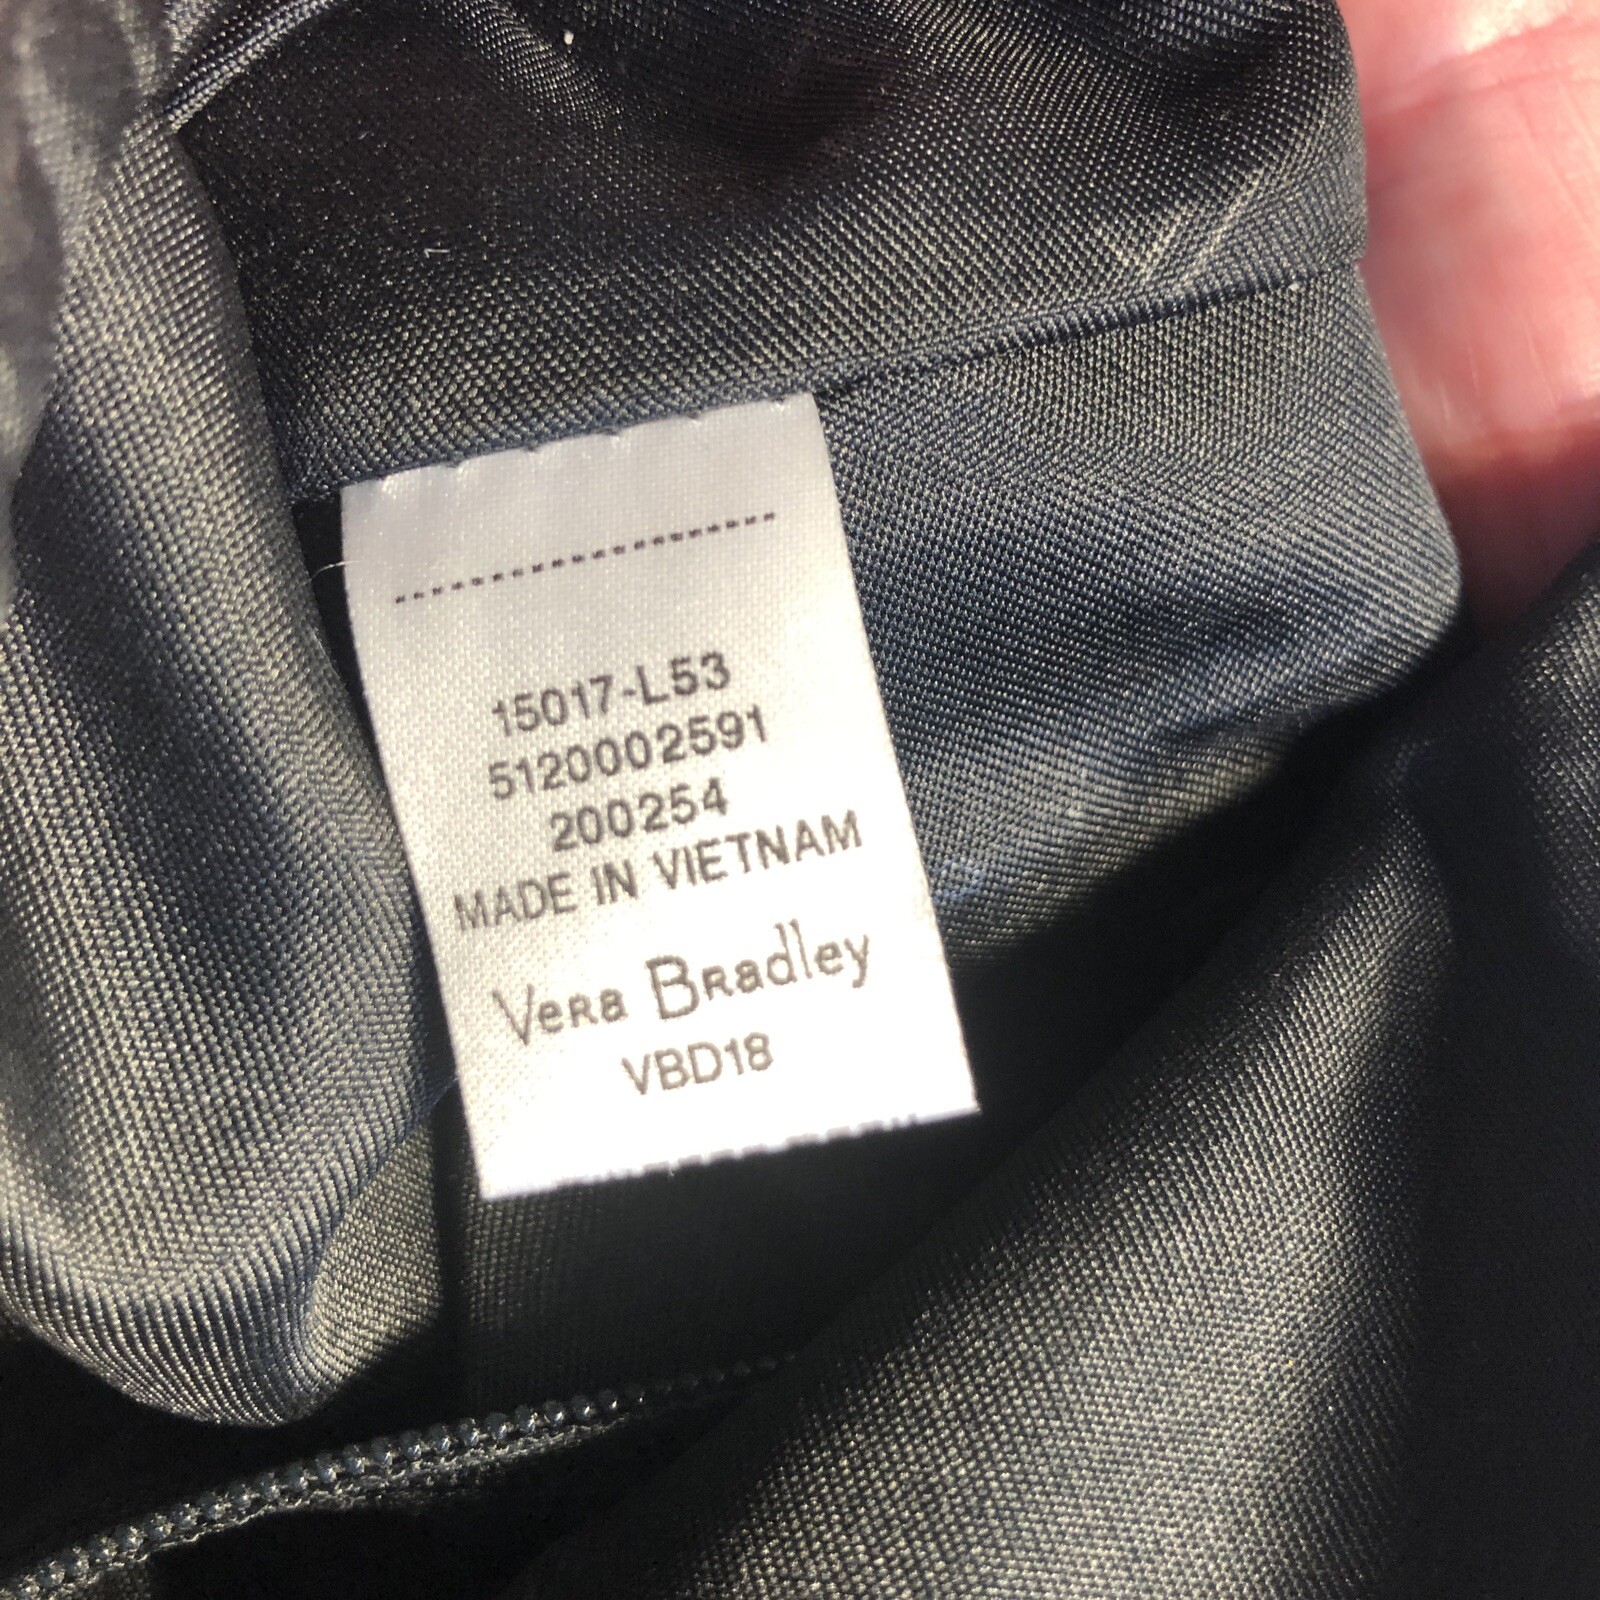 15017-L53
5120002591
200254
MADE IN VIETNAM
Vera Bradley
VBD18